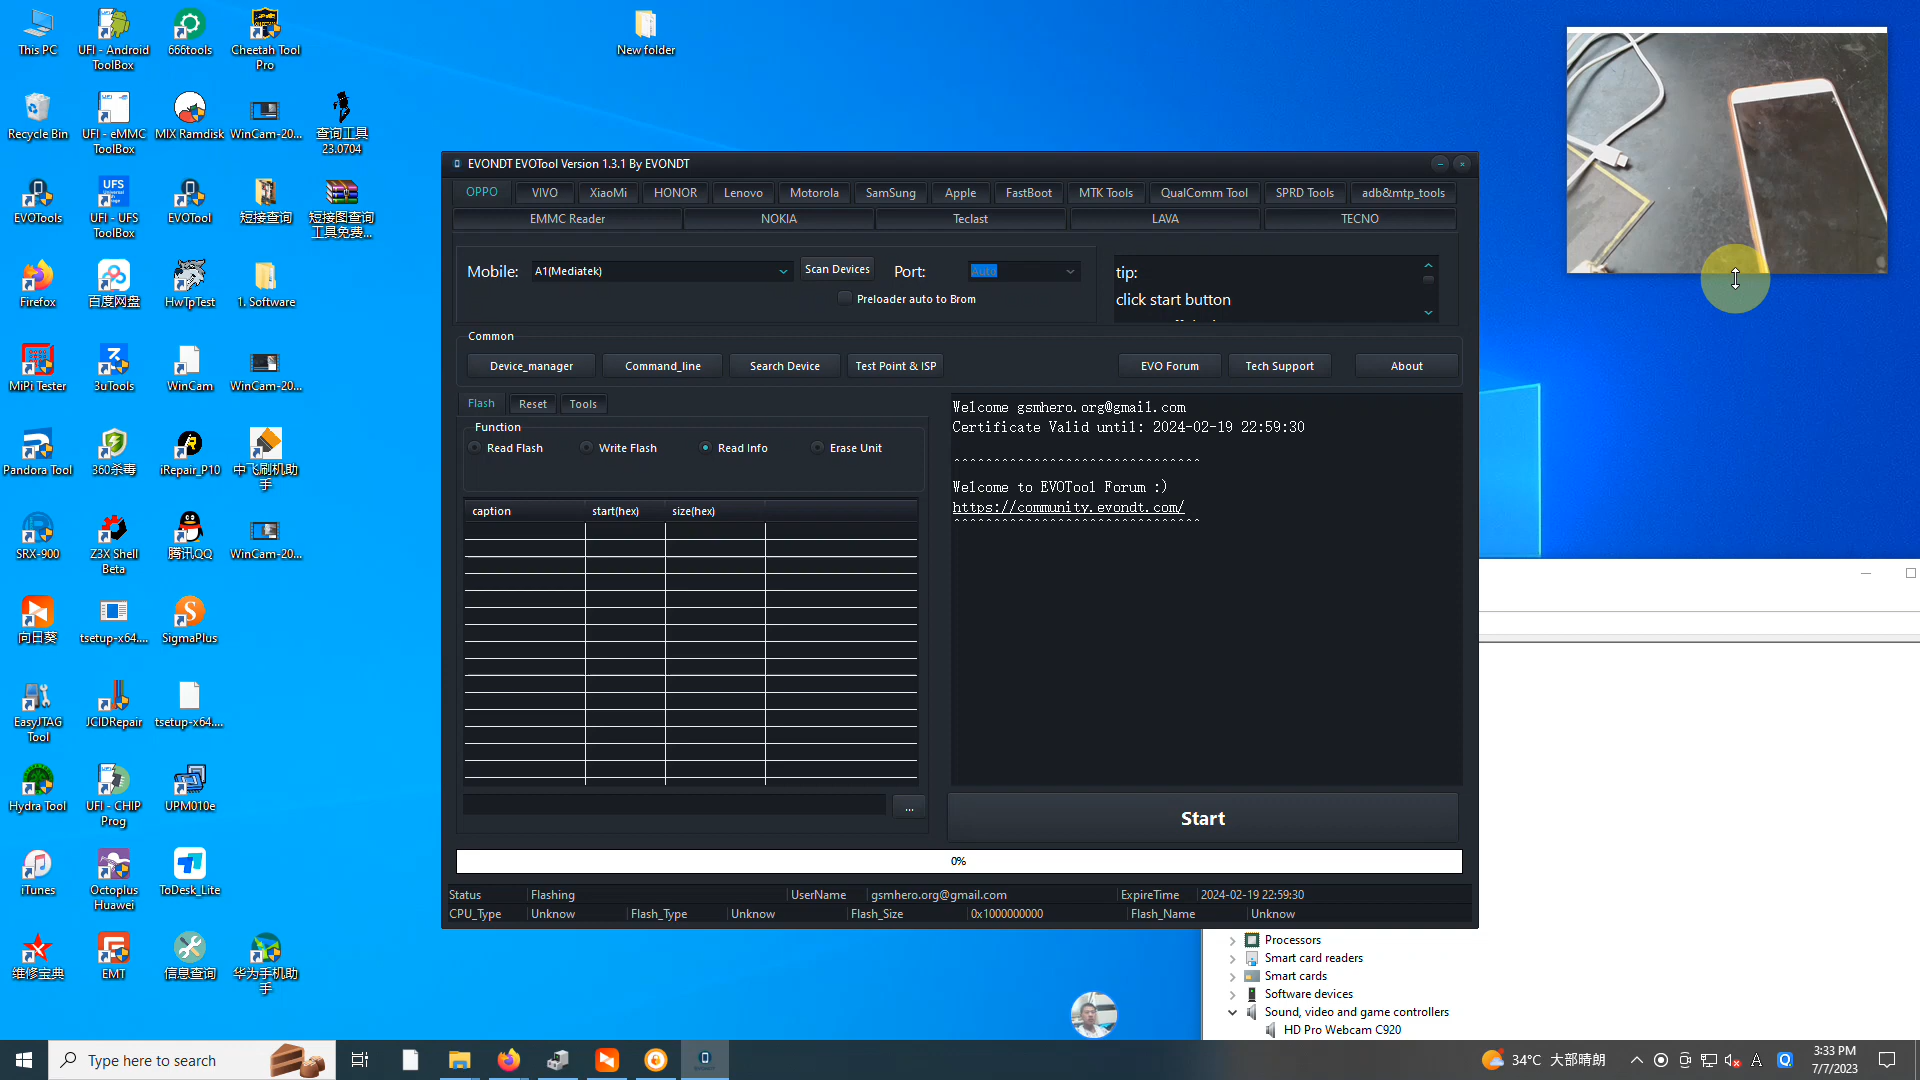 This PC
UFI - Android ToolBox
666tools
Cheetah Tool Pro
New folder
Recycle Bin
UFI - eMMC ToolBox
MIX Ramdisk
WinCam-20...
查询工具 23.0704
EVOTools
UFI - UFS ToolBox
EVOTool
短接查询
短接图查询工具免费...
Firefox
百度网盘
HwTpTest
1. Software
MiPi Tester
3uTools
WinCam
WinCam-20...
Pandora Tool
360杀毒
iRepair_P10
中飞刷机助手
SRX-900
Z3X Shell Beta
腾讯QQ
WinCam-20...
向日葵
tsetup-x64....
SigmaPlus
EasyJTAG Tool
JCIDRepair
tsetup-x64....
Hydra Tool
UFI - CHIP Prog
UPM010e
iTunes
Octoplus Huawei
ToDesk_Lite
维修宝典
EMT
信息查询
华为手机助手
EVONDT EVOTool Version 1.3.1 By EVONDT
OPPO VIVO XiaoMi HONOR Lenovo Motorola SamSung Apple FastBoot MTK Tools QualComm Tool SPRD Tools adb&mtp_tools
EMMC Reader NOKIA Teclast LAVA TECNO
Mobile: A1(Mediatek) Scan Devices Port: Auto
Preloader auto to Brom
tip:
click start button
Common
Device_manager Command_line Search Device Test Point & ISP EVO Forum Tech Support About
Flash Reset Tools
Function
Read Flash Write Flash Read Info Erase Unit
caption start(hex) size(hex)
...
Welcome gsmhero.org@gmail.com
Certificate Valid until: 2024-02-19 22:59:30
^^^^^^^^^^^^^^^^^^^^^^^^^^^^^^^
Welcome to EVOTool Forum :)
https://community.evondt.com/
^^^^^^^^^^^^^^^^^^^^^^^^^^^^^^^
Start
0%
Status Flashing UserName gsmhero.org@gmail.com ExpireTime 2024-02-19 22:59:30
CPU_Type Unknow Flash_Type Unknow Flash_Size 0x1000000000 Flash_Name Unknow
Processors
Smart card readers
Smart cards
Software devices
Sound, video and game controllers
HD Pro Webcam C920
Type here to search
34°C 大部晴朗
A
3:33 PM
7/7/2023